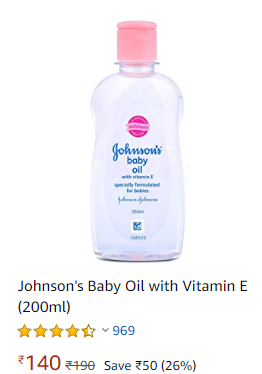 Johnson's
baby
oil
with vitamin E
specially formulated
for babies
Johnson & Johnson
200ml
Johnson's Baby Oil with Vitamin E
(200ml)
969
₹140 ₹190 Save ₹50 (26%)